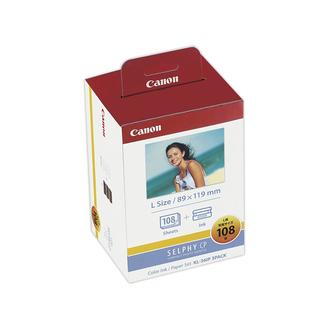 Canon
Canon
L Size / 89×119 mm
108
Sheets
+
Ink
108
SELPHY CP
Color Ink / Paper Set KL-36IP 3PACK